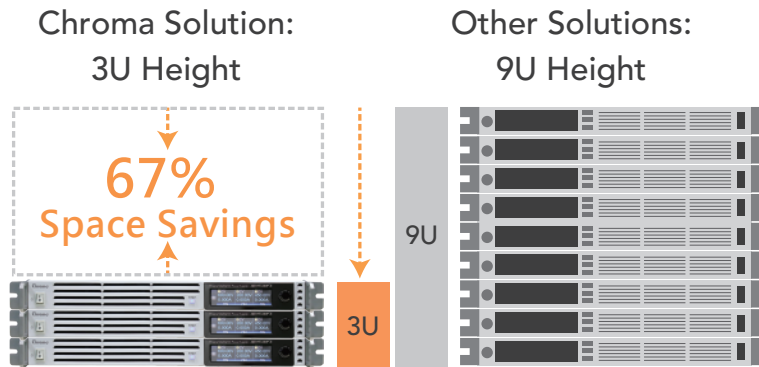 Chroma Solution:
3U Height
Other Solutions:
9U Height
67%
Space Savings
9U
3U